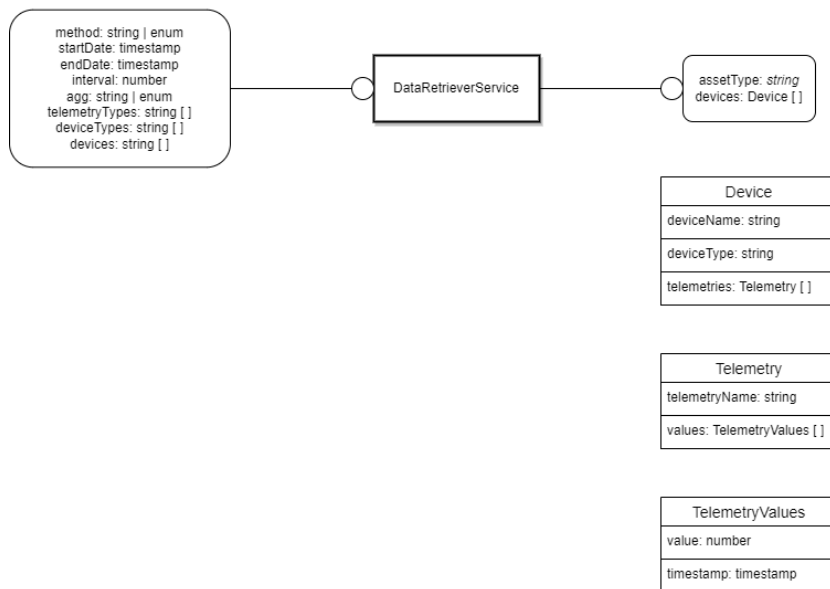 method: string | enum
startDate: timestamp
endDate: timestamp
interval: number
agg: string | enum
telemetryTypes: string [ ]
deviceTypes: string [ ]
devices: string [ ]
DataRetrieverService
assetType: string
devices: Device [ ]
Device
deviceName: string
deviceType: string
telemetries: Telemetry [ ]
Telemetry
telemetryName: string
values: TelemetryValues [ ]
TelemetryValues
value: number
timestamp: timestamp